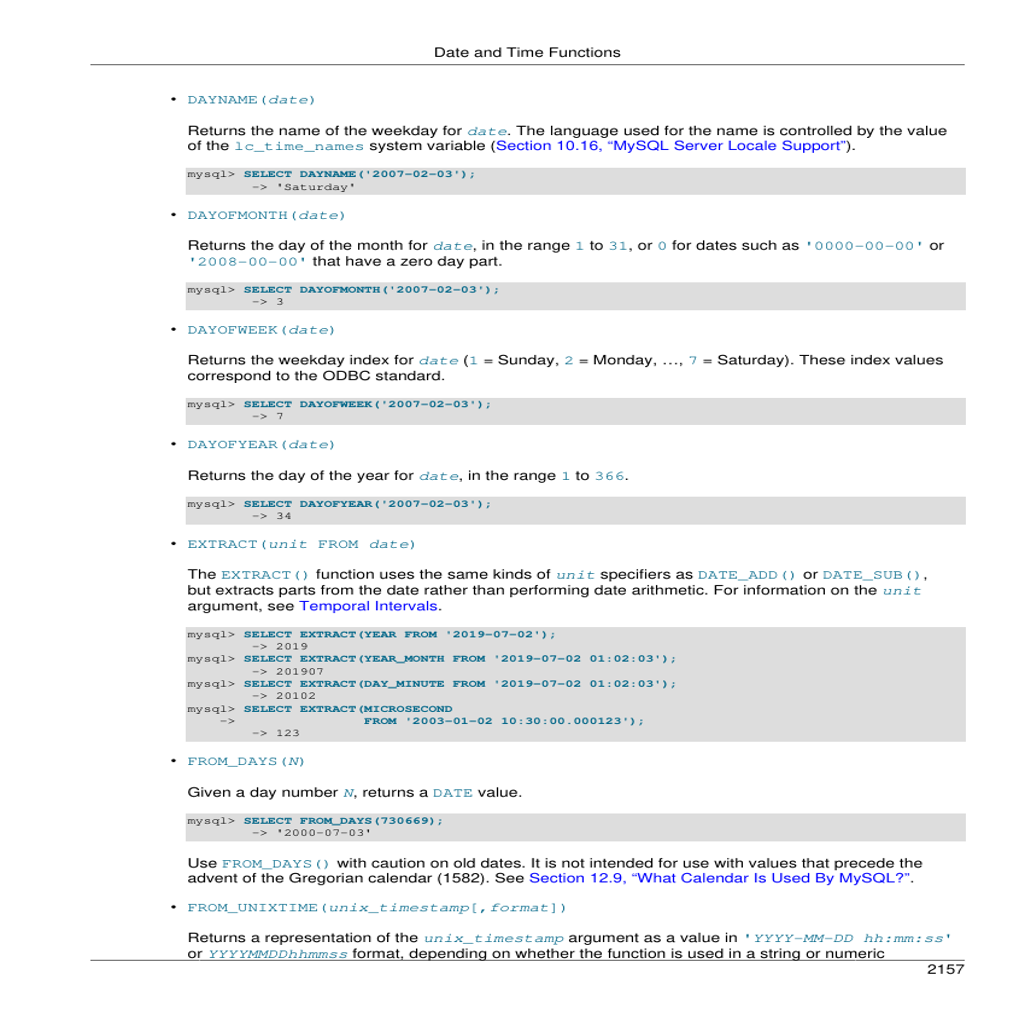 Date and Time Functions
• DAYNAME(date)
Returns the name of the weekday for date. The language used for the name is controlled by the value
of the lc_time_names system variable (Section 10.16, “MySQL Server Locale Support”).
mysql> SELECT DAYNAME('2007-02-03');
-> 'Saturday'
• DAYOFMONTH(date)
Returns the day of the month for date, in the range 1 to 31, or 0 for dates such as '0000-00-00' or
'2008-00-00' that have a zero day part.
mysql> SELECT DAYOFMONTH('2007-02-03');
-> 3
• DAYOFWEEK(date)
Returns the weekday index for date (1 = Sunday, 2 = Monday, …, 7 = Saturday). These index values
correspond to the ODBC standard.
mysql> SELECT DAYOFWEEK('2007-02-03');
-> 7
• DAYOFYEAR(date)
Returns the day of the year for date, in the range 1 to 366.
mysql> SELECT DAYOFYEAR('2007-02-03');
-> 34
• EXTRACT(unit FROM date)
The EXTRACT() function uses the same kinds of unit specifiers as DATE_ADD() or DATE_SUB(),
but extracts parts from the date rather than performing date arithmetic. For information on the unit
argument, see Temporal Intervals.
mysql> SELECT EXTRACT(YEAR FROM '2019-07-02');
-> 2019
mysql> SELECT EXTRACT(YEAR_MONTH FROM '2019-07-02 01:02:03');
-> 201907
mysql> SELECT EXTRACT(DAY_MINUTE FROM '2019-07-02 01:02:03');
-> 20102
mysql> SELECT EXTRACT(MICROSECOND
-> FROM '2003-01-02 10:30:00.000123');
-> 123
• FROM_DAYS(N)
Given a day number N, returns a DATE value.
mysql> SELECT FROM_DAYS(730669);
-> '2000-07-03'
Use FROM_DAYS() with caution on old dates. It is not intended for use with values that precede the
advent of the Gregorian calendar (1582). See Section 12.9, “What Calendar Is Used By MySQL?”.
• FROM_UNIXTIME(unix_timestamp[,format])
Returns a representation of the unix_timestamp argument as a value in 'YYYY-MM-DD hh:mm:ss'
or YYYYMMDDhhmmss format, depending on whether the function is used in a string or numeric
2157